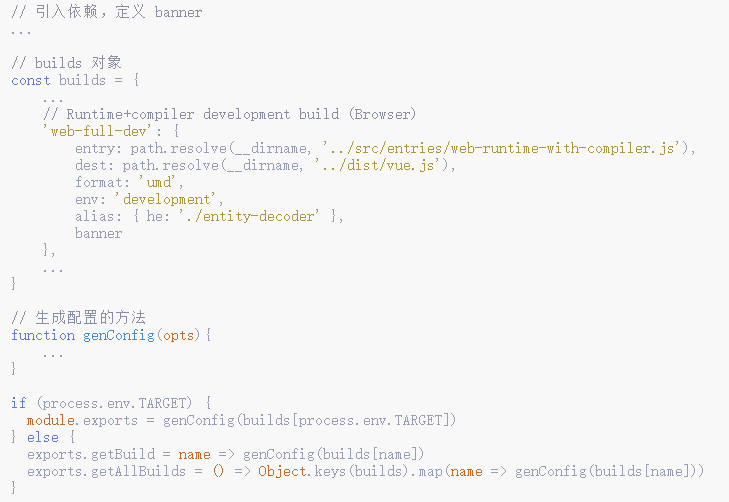 // 引入依赖，定义 banner
...
// builds 对象
const builds = {
    ...
    // Runtime+compiler development build (Browser)
    'web-full-dev': {
        entry: path.resolve(__dirname, '../src/entries/web-runtime-with-compiler.js'),
        dest: path.resolve(__dirname, '../dist/vue.js'),
        format: 'umd',
        env: 'development',
        alias: { he: './entity-decoder' },
        banner
    },
    ...
}
// 生成配置的方法
function genConfig(opts){
    ...
}
if (process.env.TARGET) {
  module.exports = genConfig(builds[process.env.TARGET])
} else {
  exports.getBuild = name => genConfig(builds[name])
  exports.getAllBuilds = () => Object.keys(builds).map(name => genConfig(builds[name]))
}